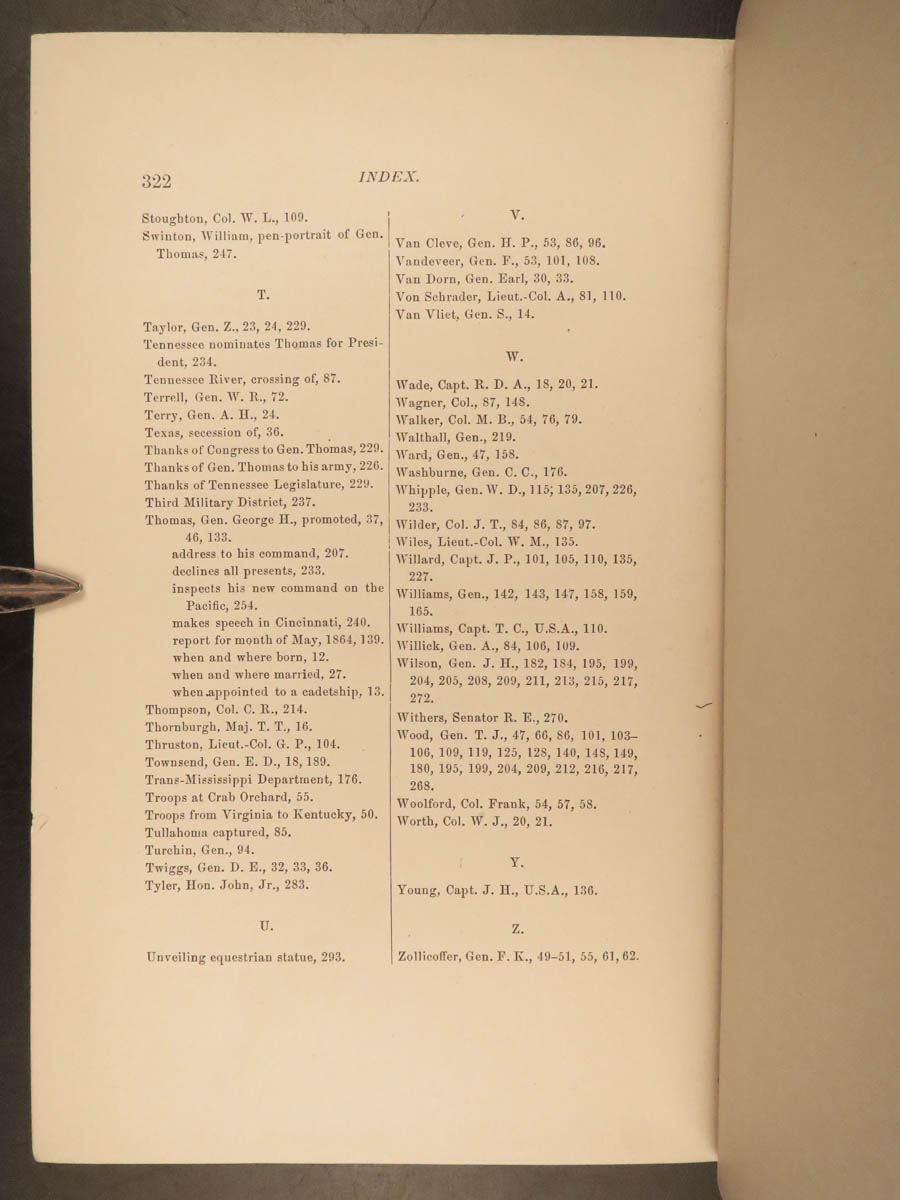 322
INDEX.
Stoughton, Col. W. L., 109.
Swinton, William, pen-portrait of Gen.
Thomas, 247.
T.
Taylor, Gen. Z., 23, 24, 229.
Tennessee nominates Thomas for Presi-
dent, 234.
Tennessee River, crossing of, 87.
Terrell, Gen. W. R., 72.
Terry, Gen. A. H., 24.
Texas, secession of, 36.
Thanks of Congress to Gen. Thomas, 229.
Thanks of Gen. Thomas to his army, 226.
Thanks of Tennessee Legislature, 229.
Third Military District, 237.
Thomas, Gen. George H., promoted, 37,
46, 133.
address to his command, 207.
declines all presents, 233.
inspects his new command on the
Pacific, 254.
makes speech in Cincinnati, 240.
report for month of May, 1864, 139.
when and where born, 12.
when and where married, 27.
when appointed to a cadetship, 13.
Thompson, Col. C. R., 214.
Thornburgh, Maj. T. T., 16.
Thruston, Lieut.-Col. G. P., 104.
Townsend, Gen. E. D., 18, 189.
Trans-Mississippi Department, 176.
Troops at Crab Orchard, 55.
Troops from Virginia to Kentucky, 50.
Tullahoma captured, 85.
Turchin, Gen., 94.
Twiggs, Gen. D. E., 32, 33, 36.
Tyler, Hon. John, Jr., 283.
U.
Unveiling equestrian statue, 293.
V.
Van Cleve, Gen. H. P., 53, 86, 96.
Vandeveer, Gen. F., 53, 101, 108.
Van Dorn, Gen. Earl, 30, 33.
Von Schrader, Lieut.-Col. A., 81, 110.
Van Vliet, Gen. S., 14.
W.
Wade, Capt. R. D. A., 18, 20, 21.
Wagner, Col., 87, 148.
Walker, Col. M. B., 54, 76, 79.
Walthall, Gen., 219.
Ward, Gen., 47, 158.
Washburne, Gen. C. C., 176.
Whipple, Gen. W. D., 115; 135, 207, 226,
233.
Wilder, Col. J. T., 84, 86, 87, 97.
Wiles, Lieut.-Col. W. M., 135.
Willard, Capt. J. P., 101, 105, 110, 135,
227.
Williams, Gen., 142, 143, 147, 158, 159,
165.
Williams, Capt. T. C., U.S.A., 110.
Willick, Gen. A., 84, 106, 109.
Wilson, Gen. J. H., 182, 184, 195, 199,
204, 205, 208, 209, 211, 213, 215, 217,
272.
Withers, Senator R. E., 270.
Wood, Gen. T. J., 47, 66, 86, 101, 103–
106, 109, 119, 125, 128, 140, 148, 149,
180, 195, 199, 204, 209, 212, 216, 217,
268.
Woolford, Col. Frank, 54, 57, 58.
Worth, Col. W. J., 20, 21.
Y.
Young, Capt. J. H., U.S.A., 136.
Z.
Zollicoffer, Gen. F. K., 49–51, 55, 61, 62.